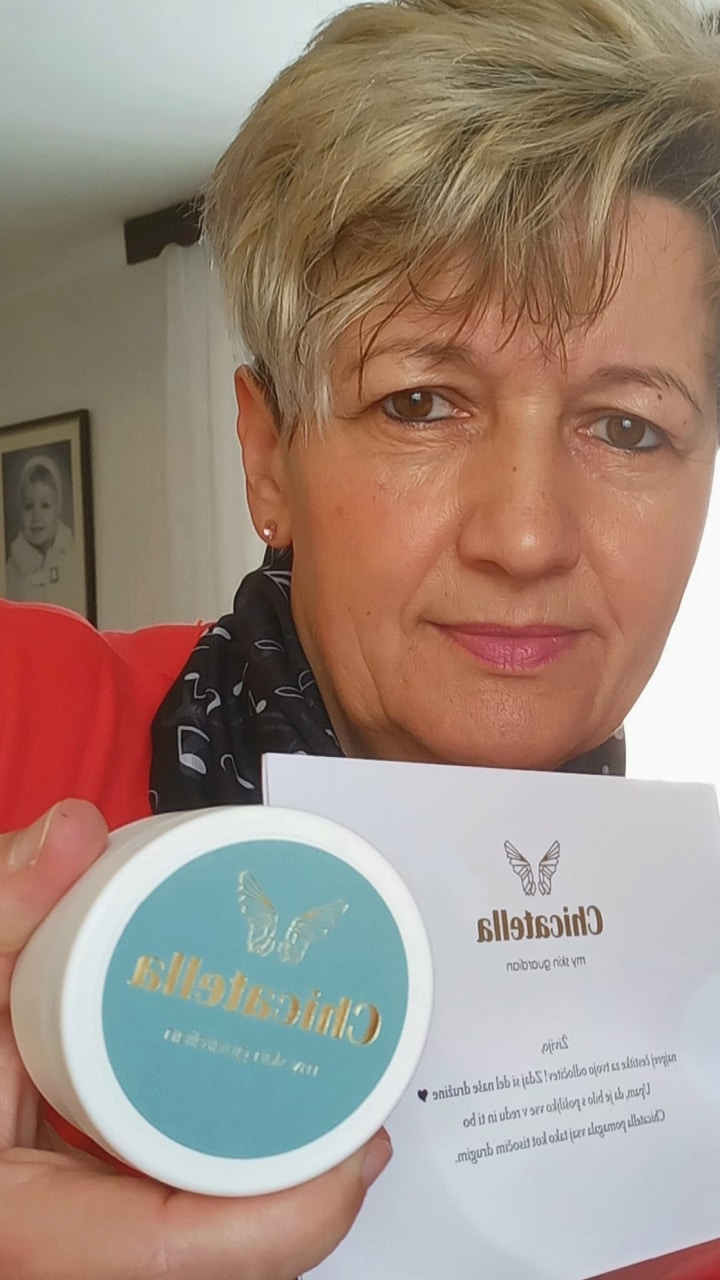 Chicatella
my skin guardian
Chicatella
my skin guardian
Živijo,
najprej čestitke za tvojo odločitev! Zdaj si del naše družine ♥
Upam, da je bilo s pošiljko vse v redu in ti bo
Chicatella pomagala vsaj tako kot tisočim drugim.